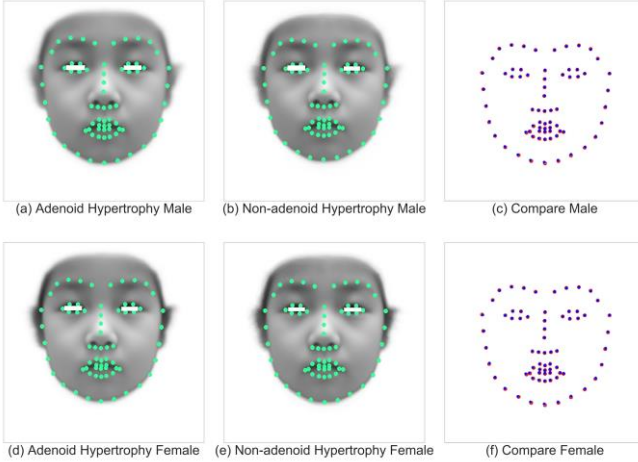 (a) Adenoid Hypertrophy Male
(b) Non-adenoid Hypertrophy Male
(c) Compare Male
(d) Adenoid Hypertrophy Female
(e) Non-adenoid Hypertrophy Female
(f) Compare Female